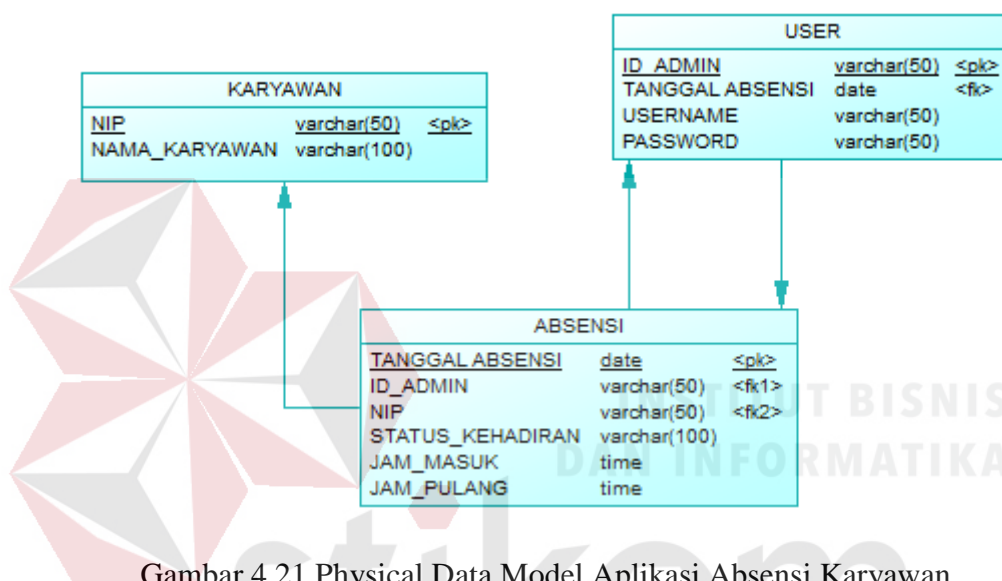 USER
ID_ADMIN varchar(50) <pk>
TANGGAL ABSENSI date <fk>
USERNAME varchar(50)
PASSWORD varchar(50)
KARYAWAN
NIP varchar(50) <pk>
NAMA_KARYAWAN varchar(100)
ABSENSI
TANGGAL ABSENSI date <pk>
ID_ADMIN varchar(50) <fk1>
NIP varchar(50) <fk2>
STATUS_KEHADIRAN varchar(100)
JAM_MASUK time
JAM_PULANG time
INSTITUT BISNIS
DAN INFORMATIKA
stikom
Gambar 4.21 Physical Data Model Aplikasi Absensi Karyawan